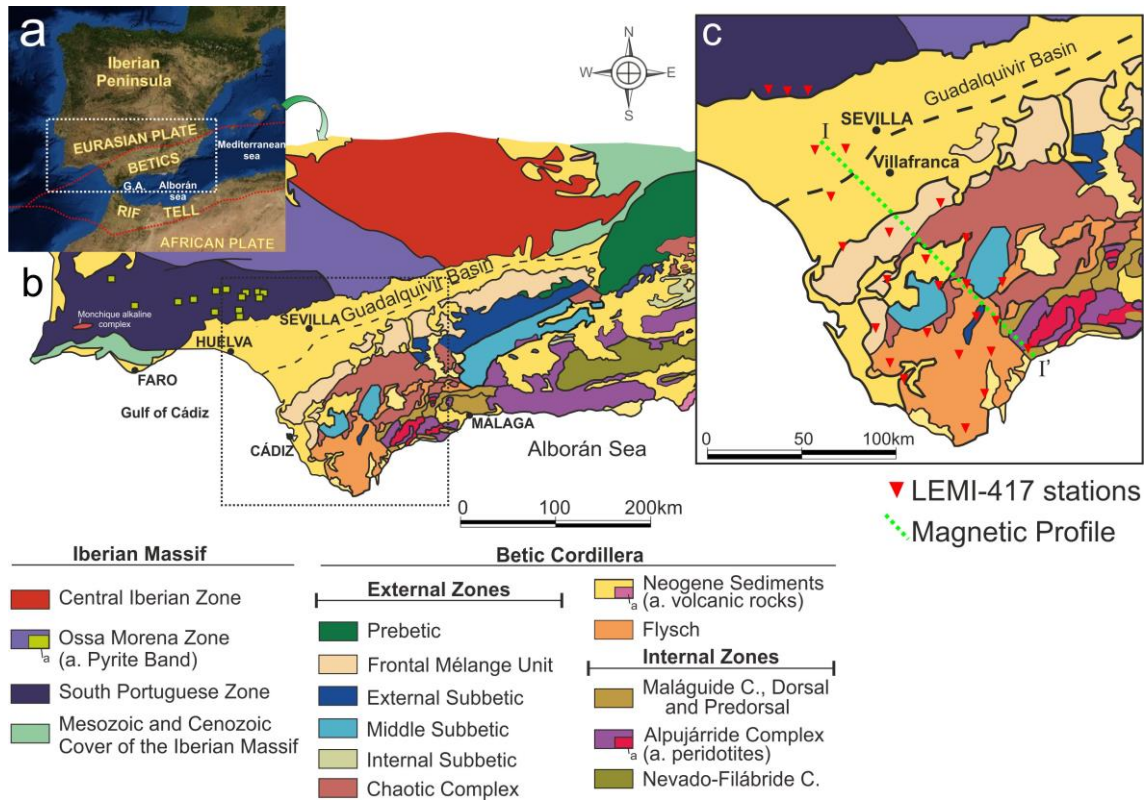 a
Iberian
Peninsula
EURASIAN PLATE
BETICS
Mediterranean
sea
G.A.
Alborán
sea
RIF
TELL
AFRICAN PLATE
N
W
E
S
b
Guadalquivir Basin
SEVILLA
Monchique alkaline
complex
HUELVA
FARO
Gulf of Cádiz
CÁDIZ
MÁLAGA
Alborán Sea
0 100 200km
c
Guadalquivir Basin
SEVILLA
I
Villafranca
I'
0 50 100km
LEMI-417 stations
Magnetic Profile
Iberian Massif
Central Iberian Zone
Ossa Morena Zone
(a. Pyrite Band)
a
South Portuguese Zone
Mesozoic and Cenozoic
Cover of the Iberian Massif
Betic Cordillera
External Zones
Prebetic
Frontal Mélange Unit
External Subbetic
Middle Subbetic
Internal Subbetic
Chaotic Complex
Neogene Sediments
(a. volcanic rocks)
a
Flysch
Internal Zones
Maláguide C., Dorsal
and Predorsal
Alpujárride Complex
(a. peridotites)
a
Nevado-Filábride C.